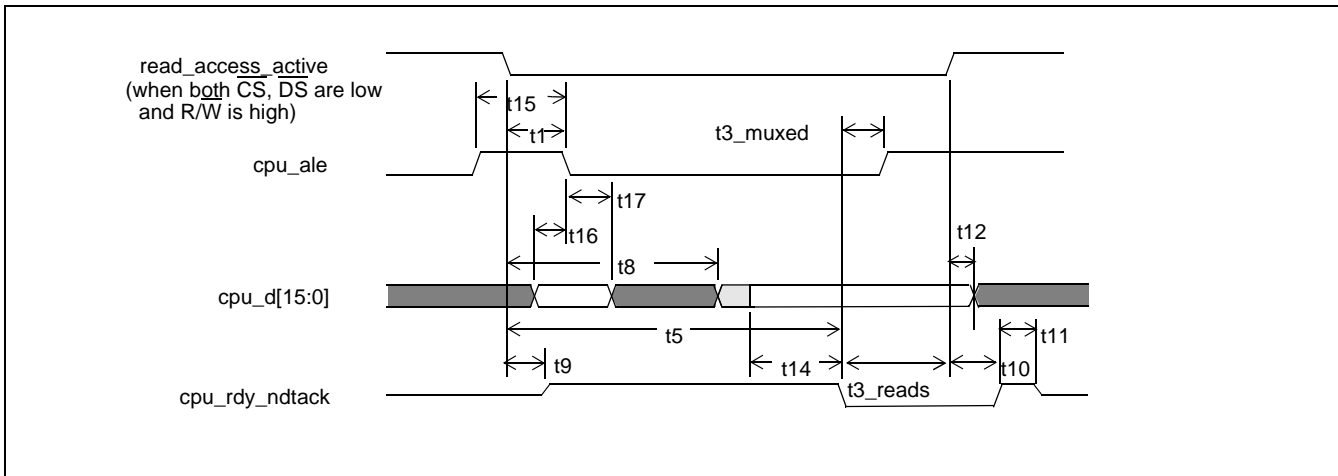 read_access_active
(when both CS, DS are low
and R/W is high)
t15
t1
t3_muxed
cpu_ale
t17
t16
t12
t8
cpu_d[15:0]
t5
t11
t9
t14
t10
t3_reads
cpu_rdy_ndtack